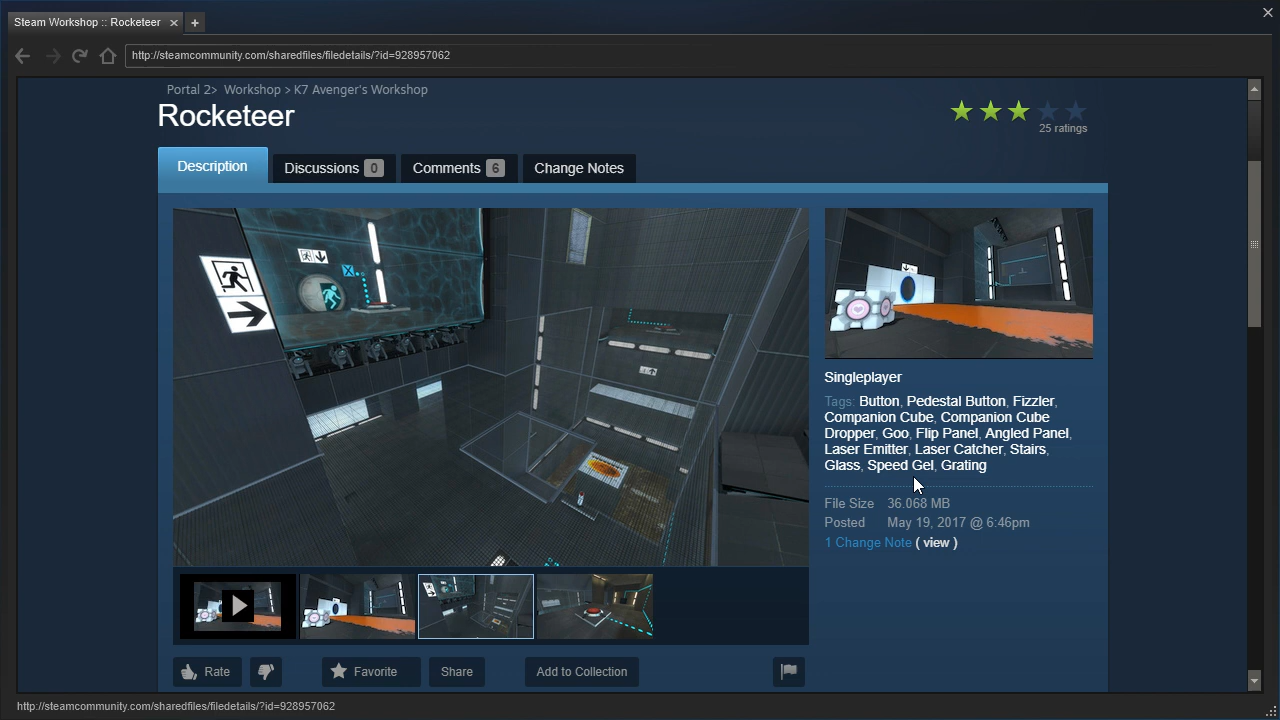 Steam Workshop :: Rocketeer
http://steamcommunity.com/sharedfiles/filedetails/?id=928957062
Portal 2> Workshop > K7 Avenger's Workshop
Rocketeer
25 ratings
Description
Discussions 0
Comments 6
Change Notes
Singleplayer
Tags: Button, Pedestal Button, Fizzler,
Companion Cube, Companion Cube
Dropper, Goo, Flip Panel, Angled Panel,
Laser Emitter, Laser Catcher, Stairs,
Glass, Speed Gel, Grating
File Size 36.068 MB
Posted May 19, 2017 @ 6:46pm
1 Change Note ( view )
Rate
Favorite
Share
Add to Collection
http://steamcommunity.com/sharedfiles/filedetails/?id=928957062